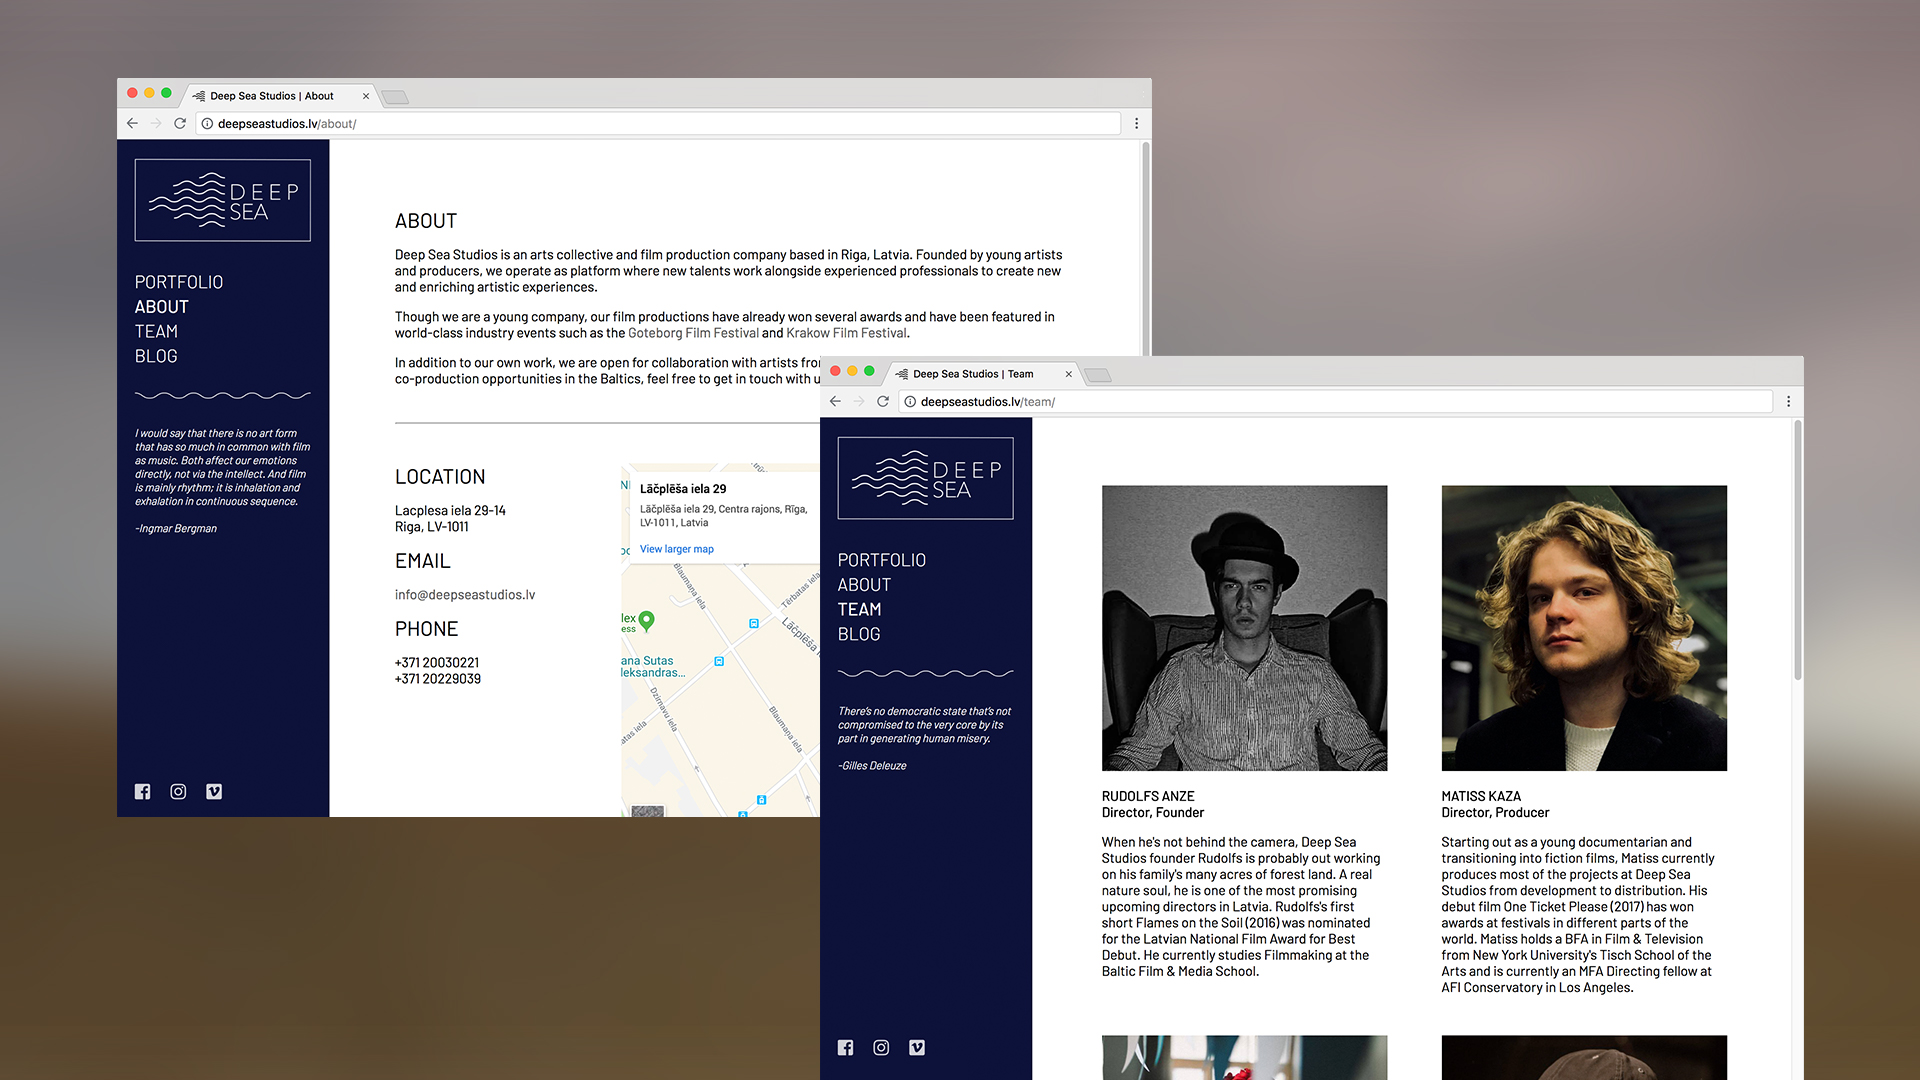 Deep Sea Studios | About
deepseastudios.lv/about/
DEEP
SEA
PORTFOLIO
ABOUT
TEAM
BLOG
I would say that there is no art form
that has so much in common with film
as music. Both affect our emotions
directly, not via the intellect. And film
is mainly rhythm; it is inhalation and
exhalation in continuous sequence.
-Ingmar Bergman
ABOUT
Deep Sea Studios is an arts collective and film production company based in Riga, Latvia. Founded by young artists
and producers, we operate as platform where new talents work alongside experienced professionals to create new
and enriching artistic experiences.
Though we are a young company, our film productions have already won several awards and have been featured in
world-class industry events such as the Goteborg Film Festival and Krakow Film Festival.
In addition to our own work, we are open for collaboration with artists fro
co-production opportunities in the Baltics, feel free to get in touch with u
LOCATION
Lacplesa iela 29-14
Riga, LV-1011
EMAIL
info@deepseastudios.lv
PHONE
+371 20030221
+371 20229039
Lāčplēša iela 29
Lāčplēša iela 29, Centra rajons, Rīga,
LV-1011, Latvia
View larger map
Blaumaņa iela
Tērbatas iela
Lāčplēša
lex
ess
ana Sutas
leksandras...
Dzirnavu iela
Blaumaņa iela
atas iela
Deep Sea Studios | Team
deepseastudios.lv/team/
DEEP
SEA
PORTFOLIO
ABOUT
TEAM
BLOG
There's no democratic state that's not
compromised to the very core by its
part in generating human misery.
-Gilles Deleuze
RUDOLFS ANZE
Director, Founder
When he's not behind the camera, Deep Sea
Studios founder Rudolfs is probably out working
on his family's many acres of forest land. A real
nature soul, he is one of the most promising
upcoming directors in Latvia. Rudolfs's first
short Flames on the Soil (2016) was nominated
for the Latvian National Film Award for Best
Debut. He currently studies Filmmaking at the
Baltic Film & Media School.
MATISS KAZA
Director, Producer
Starting out as a young documentarian and
transitioning into fiction films, Matiss currently
produces most of the projects at Deep Sea
Studios from development to distribution. His
debut film One Ticket Please (2017) has won
awards at festivals in different parts of the
world. Matiss holds a BFA in Film & Television
from New York University's Tisch School of the
Arts and is currently an MFA Directing fellow at
AFI Conservatory in Los Angeles.